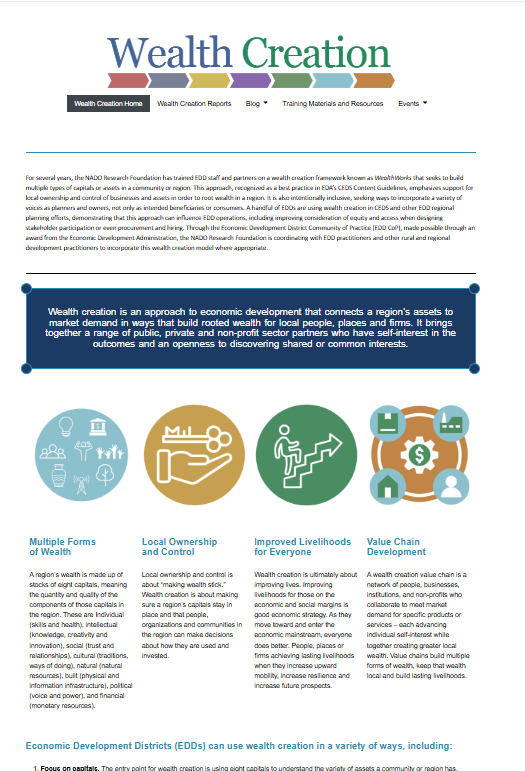 Wealth Creation
Wealth Creation Home Wealth Creation Reports Blog Training Materials and Resources Events
For several years, the NADO Research Foundation has trained EDD staff and partners on a wealth creation framework known as WealthWorks that seeks to build
multiple types of capitals or assets in a community or region. This approach, recognized as a best practice in EDA's CEDS Content Guidelines, emphasizes support for
local ownership and control of businesses and assets in order to root wealth in a region. It is also intentionally inclusive, seeking ways to incorporate a variety of
voices as planners and owners, not only as intended beneficiaries or consumers. A handful of EDDs are using wealth creation in CEDS and other EDD regional
planning efforts, demonstrating that this approach can influence EDD operations, including improving consideration of equity and access when designing
stakeholder participation or even procurement and hiring. Through the Economic Development District Community of Practice (EDD CoP), made possible through an
award from the Economic Development Administration, the NADO Research Foundation is coordinating with EDD practitioners and other rural and regional
development practitioners to incorporate this wealth creation model where appropriate.
Wealth creation is an approach to economic development that connects a region's assets to
market demand in ways that build rooted wealth for local people, places and firms. It brings
together a range of public, private and non-profit sector partners who have self-interest in the
outcomes and an openness to discovering shared or common interests.
$
Multiple Forms
of Wealth
A region's wealth is made up of
stocks of eight capitals, meaning
the quantity and quality of the
components of those capitals in
the region. These are Individual
(skills and health), intellectual
(knowledge, creativity and
innovation), social (trust and
relationships), cultural (traditions,
ways of doing), natural (natural
resources), built (physical and
information infrastructure), political
(voice and power), and financial
(monetary resources).
Local Ownership
and Control
Local ownership and control is
about "making wealth stick."
Wealth creation is about making
sure a region's capitals stay in
place and that people,
organizations and communities in
the region can make decisions
about how they are used and
invested.
Improved Livelihoods
for Everyone
Wealth creation is ultimately about
improving lives. Improving
livelihoods for those on the
economic and social margins is
good economic strategy. As they
move toward and enter the
economic mainstream, everyone
does better. People, places or
firms achieving lasting livelihoods
when they increase upward
mobility, increase resilience and
increase future prospects.
Value Chain
Development
A wealth creation value chain is a
network of people, businesses,
institutions, and non-profits who
collaborate to meet market
demand for specific products or
services – each advancing
individual self-interest while
together creating greater local
wealth. Value chains build multiple
forms of wealth, keep that wealth
local and build lasting livelihoods.
Economic Development Districts (EDDs) can use wealth creation in a variety of ways, including:
1. Focus on capitals. The entry point for wealth creation is using eight capitals to understand the variety of assets a community or region has.